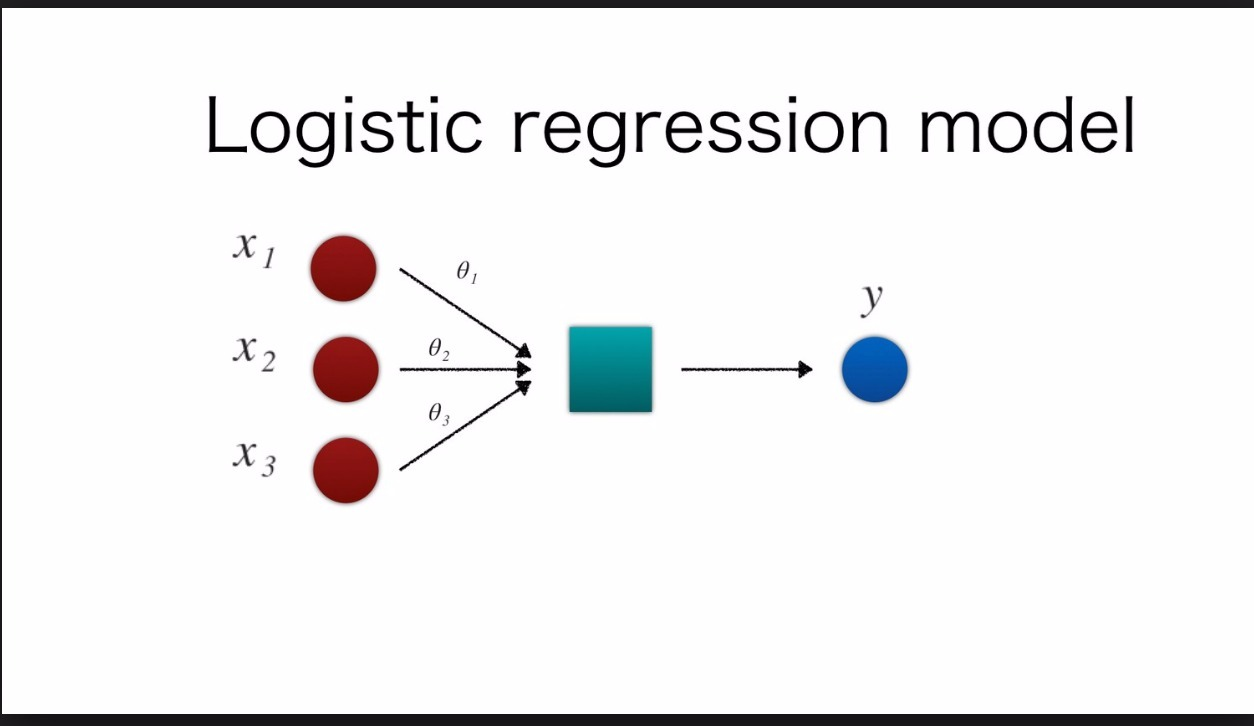 Logistic regression model
x1
θ1
y
x2
θ2
θ3
x3